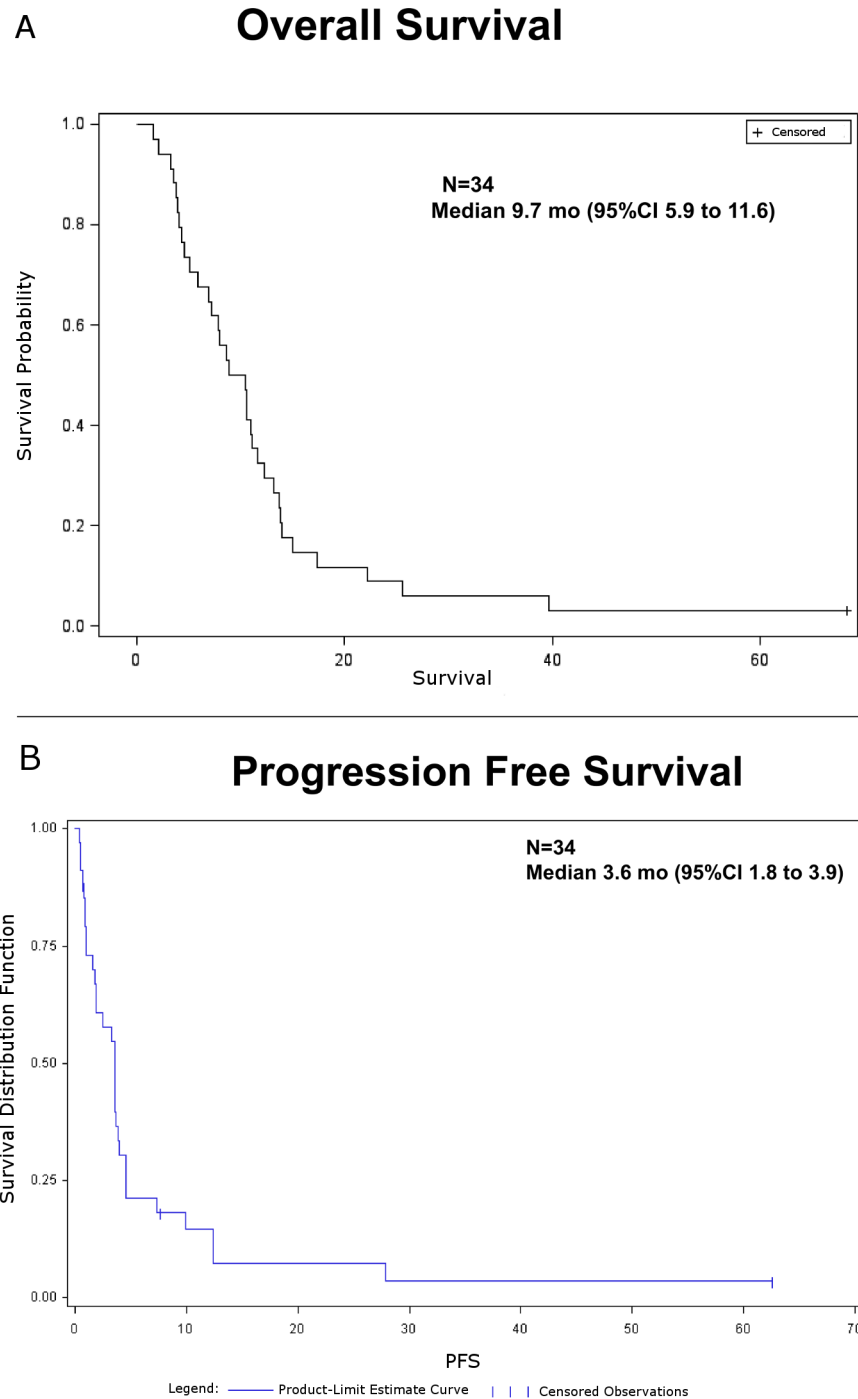 A
Overall Survival
1.0
0.8
0.6
0.4
0.2
0.0
Survival Probability
+ Censored
N=34
Median 9.7 mo (95%CI 5.9 to 11.6)
0 20 40 60
Survival
B
Progression Free Survival
1.00
0.75
0.50
0.25
0.00
Survival Distribution Function
N=34
Median 3.6 mo (95%CI 1.8 to 3.9)
0 10 20 30 40 50 60 70
PFS
Legend: Product-Limit Estimate Curve Censored Observations